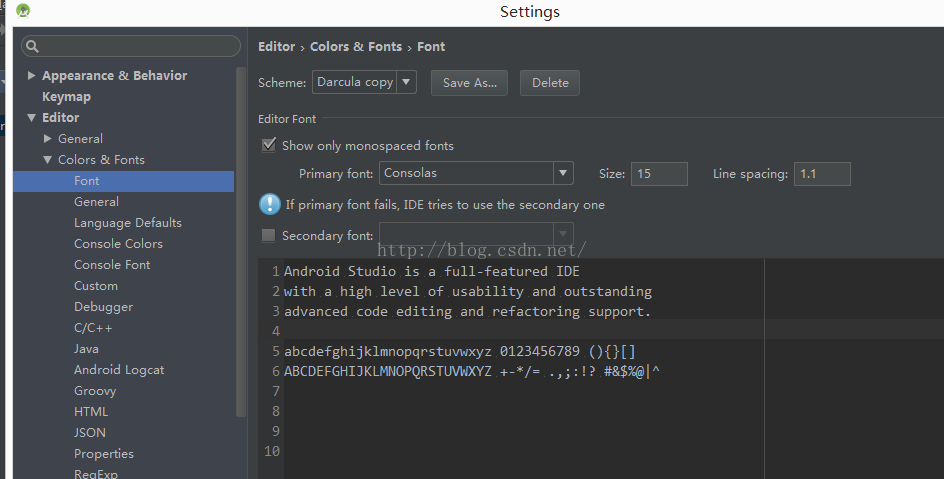 Settings
Editor › Colors & Fonts › Font
Appearance & Behavior
Keymap
Editor
General
Colors & Fonts
Font
General
Language Defaults
Console Colors
Console Font
Custom
Debugger
C/C++
Java
Android Logcat
Groovy
HTML
JSON
Properties
RegExp
Scheme: Darcula copy Save As... Delete
Editor Font
Show only monospaced fonts
Primary font: Consolas Size: 15 Line spacing: 1.1
If primary font fails, IDE tries to use the secondary one
Secondary font:
http://blog.csdn.net/
1 Android Studio is a full-featured IDE
2 with a high level of usability and outstanding
3 advanced code editing and refactoring support.
4
5 abcdefghijklmnopqrstuvwxyz 0123456789 (){}[]
6 ABCDEFGHIJKLMNOPQRSTUVWXYZ +-*/= .,;:!? #&$%@|^
7
8
9
10